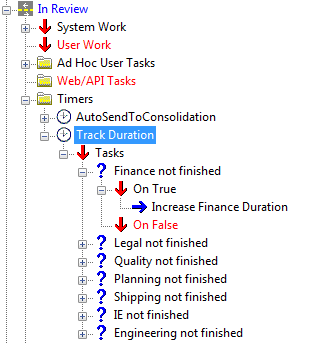 In Review
System Work
User Work
Ad Hoc User Tasks
Web/API Tasks
Timers
AutoSendToConsolidation
Track Duration
Tasks
Finance not finished
On True
Increase Finance Duration
On False
Legal not finished
Quality not finished
Planning not finished
Shipping not finished
IE not finished
Engineering not finished